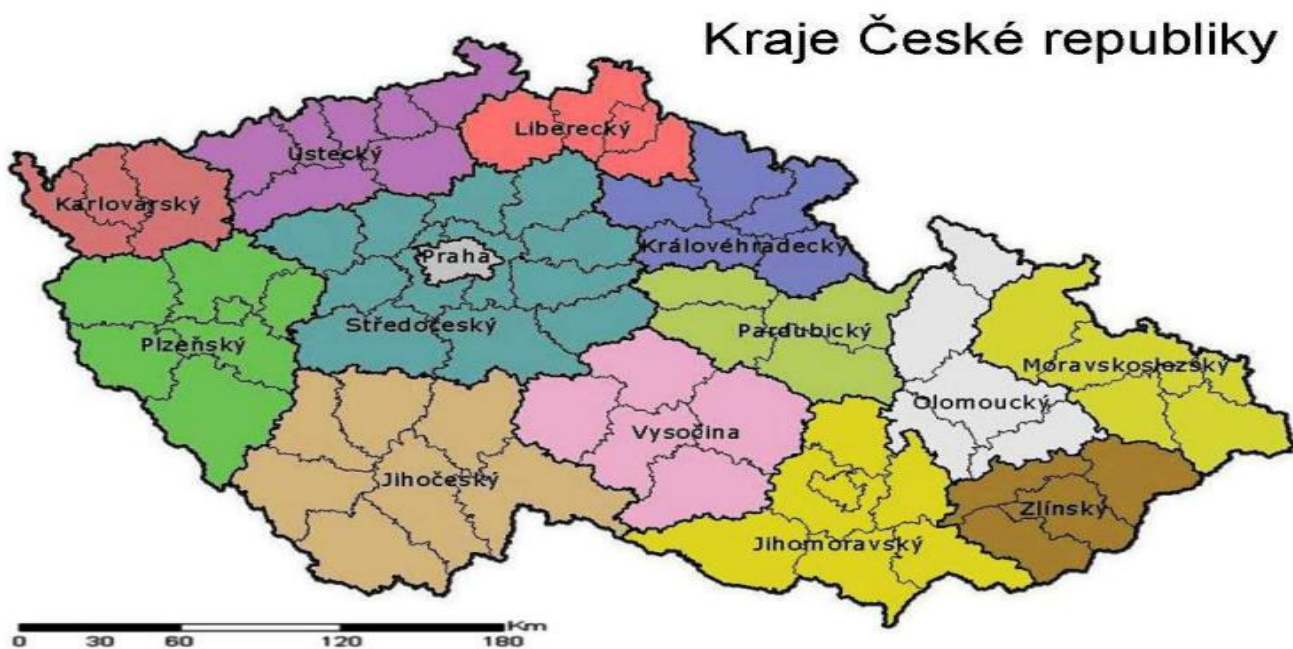 Kraje České republiky
Liberecký
Ústecký
Karlovarský
Královéhradecký
Praha
Středočeský
Pardubický
Plzeňský
Moravskoslezský
Olomoucký
Vysočina
Jihočeský
Zlínský
Jihomoravský
Km
0 30 60 120 180